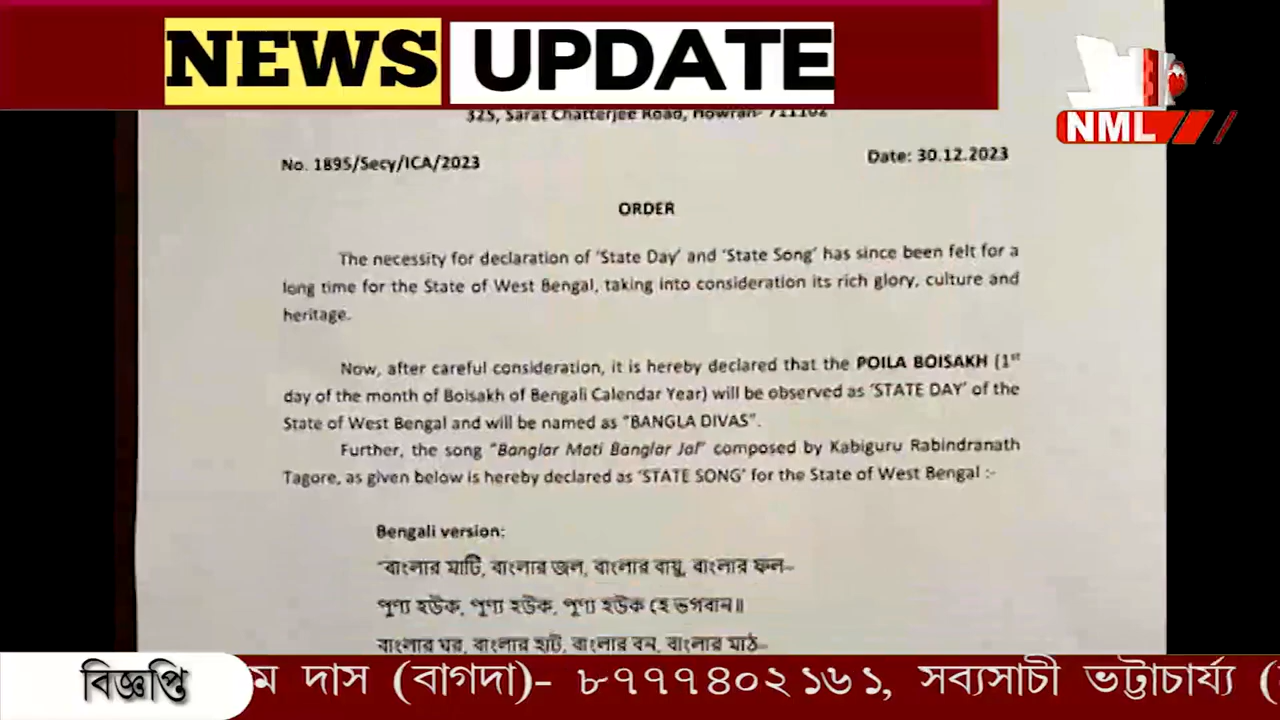 NEWS UPDATE
NML
325, Sarat Chatterjee Road, Howrah- 711102
No. 1895/Secy/ICA/2023
Date: 30.12.2023
ORDER
The necessity for declaration of 'State Day' and 'State Song' has since been felt for a
long time for the State of West Bengal, taking into consideration its rich glory, culture and
heritage.
Now, after careful consideration, it is hereby declared that the POILA BOISAKH (1st
day of the month of Boisakh of Bengali Calendar Year) will be observed as 'STATE DAY' of the
State of West Bengal and will be named as "BANGLA DIVAS".
Further, the song "Banglar Mati Banglar Jal" composed by Kabiguru Rabindranath
Tagore, as given below is hereby declared as 'STATE SONG' for the State of West Bengal :-
Bengali version:
"বাংলার মাটি, বাংলার জল, বাংলার বায়ু, বাংলার ফল–
পুণ্য হউক, পুণ্য হউক, পুণ্য হউক হে ভগবান॥
বাংলার ঘর, বাংলার হাট, বাংলার বন, বাংলার মাঠ–
বিজ্ঞপ্তি
ম দাস (বাগদা)- ৮৭৭৭৪০২১৬১, সব্যসাচী ভট্টাচার্য্য (